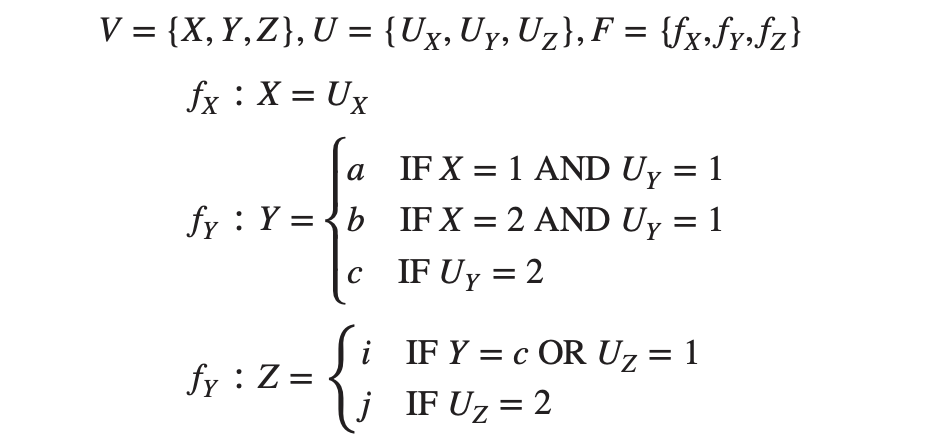 V = {X, Y, Z}, U = {U_X, U_Y, U_Z}, F = {f_X, f_Y, f_Z}
f_X : X = U_X
f_Y : Y = { a IF X = 1 AND U_Y = 1
b IF X = 2 AND U_Y = 1
c IF U_Y = 2
f_Y : Z = { i IF Y = c OR U_Z = 1
j IF U_Z = 2